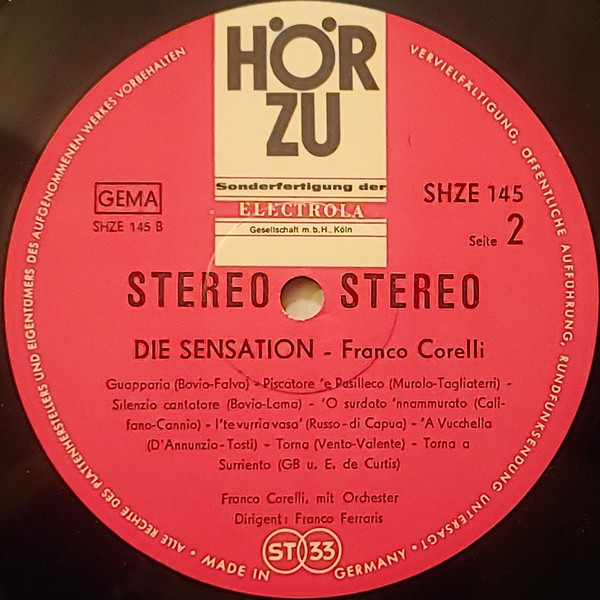 HÖR
ZU
Sonderfertigung der
ELECTROLA
Gesellschaft m.b.H., Köln
GEMA
SHZE 145 B
SHZE 145
Seite 2
STEREO STEREO
DIE SENSATION - Franco Corelli
Guapparia (Bovio-Falvo) - Piscatore 'e Pusilleco (Murolo-Tagliaterri) -
Silenzio cantatore (Bovio-Lama) - 'O surdato 'nnammurato (Cali-
fano-Cannio) - I'te vurria vasa' (Russo-di Capua) - 'A Vucchella
(D'Annunzio-Tosti) - Torna (Vento-Valente) - Torna a
Surriento (GB u. E. de Curtis)
Franco Corelli, mit Orchester
Dirigent: Franco Ferraris
ST 33
MADE IN GERMANY • ALLE RECHTE DES PLATTENHERSTELLERS UND EIGENTÜMERS DES AUFGENOMMENEN WERKES VORBEHALTEN
VERVIELFÄLTIGUNG, ÖFFENTLICHE AUFFÜHRUNG, RUNDFUNKSENDUNG UNTERSAGT •